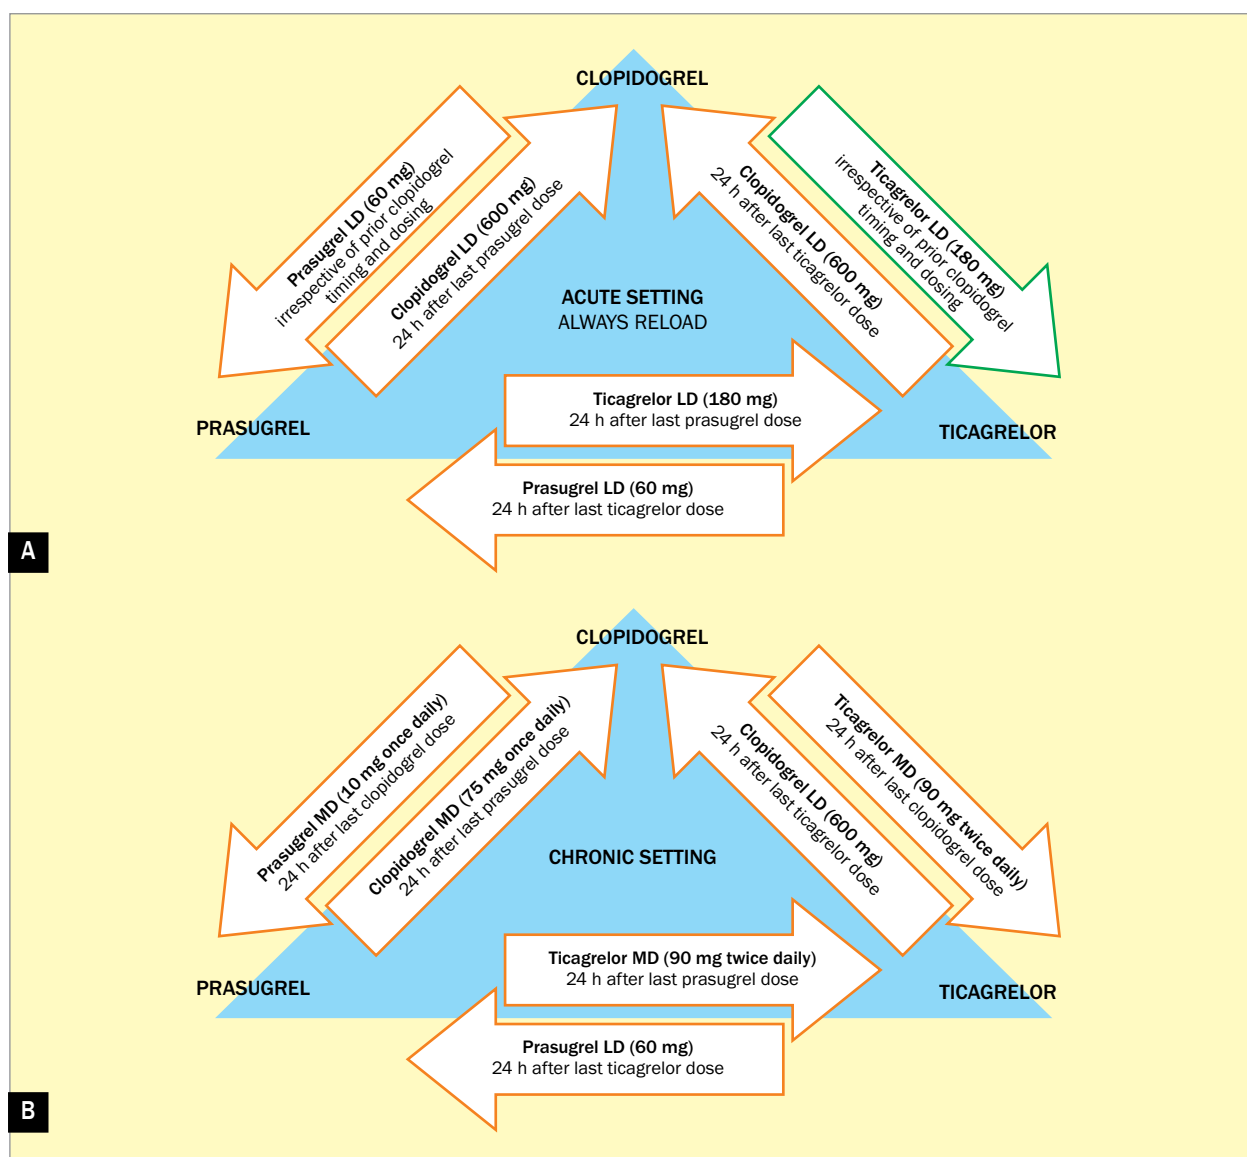 CLOPIDOGREL
Prasugrel LD (60 mg)
irrespective of prior clopidogrel
timing and dosing
Clopidogrel LD (600 mg)
24 h after last prasugrel dose
Clopidogrel LD (600 mg)
24 h after last ticagrelor dose
Ticagrelor LD (180 mg)
irrespective of prior clopidogrel
timing and dosing
ACUTE SETTING
ALWAYS RELOAD
Ticagrelor LD (180 mg)
24 h after last prasugrel dose
PRASUGREL
TICAGRELOR
Prasugrel LD (60 mg)
24 h after last ticagrelor dose
A
CLOPIDOGREL
Prasugrel MD (10 mg once daily)
24 h after last clopidogrel dose
Clopidogrel MD (75 mg once daily)
24 h after last prasugrel dose
Clopidogrel LD (600 mg)
24 h after last ticagrelor dose
Ticagrelor MD (90 mg twice daily)
24 h after last clopidogrel dose
CHRONIC SETTING
Ticagrelor MD (90 mg twice daily)
24 h after last prasugrel dose
PRASUGREL
TICAGRELOR
Prasugrel LD (60 mg)
24 h after last ticagrelor dose
B